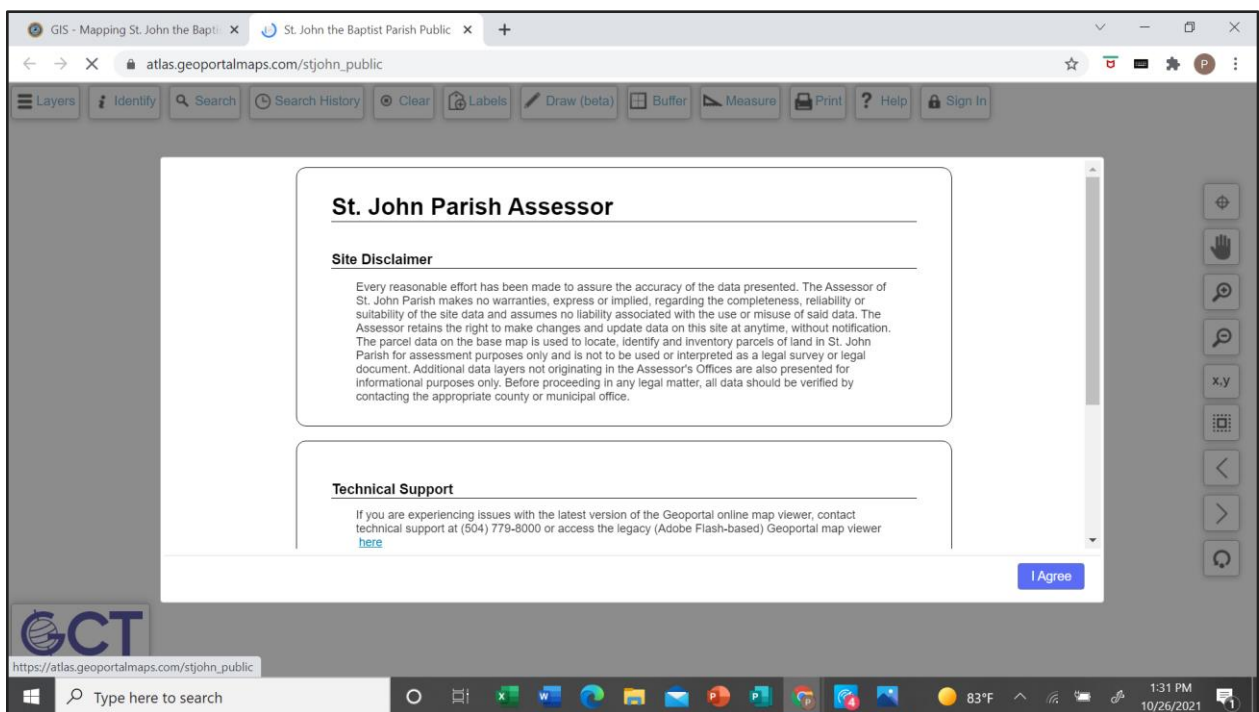 GIS - Mapping St. John the Bapti
St. John the Baptist Parish Public
atlas.geoportalmaps.com/stjohn_public
P
Layers
Identify
Search
Search History
Clear
Labels
Draw (beta)
Buffer
Measure
Print
? Help
Sign In
St. John Parish Assessor
Site Disclaimer
Every reasonable effort has been made to assure the accuracy of the data presented. The Assessor of
St. John Parish makes no warranties, express or implied, regarding the completeness, reliability or
suitability of the site data and assumes no liability associated with the use or misuse of said data. The
Assessor retains the right to make changes and update data on this site at anytime, without notification.
The parcel data on the base map is used to locate, identify and inventory parcels of land in St. John
Parish for assessment purposes only and is not to be used or interpreted as a legal survey or legal
document. Additional data layers not originating in the Assessor's Offices are also presented for
informational purposes only. Before proceeding in any legal matter, all data should be verified by
contacting the appropriate county or municipal office.
Technical Support
If you are experiencing issues with the latest version of the Geoportal online map viewer, contact
technical support at (504) 779-8000 or access the legacy (Adobe Flash-based) Geoportal map viewer
here
I Agree
x,y
GCT
https://atlas.geoportalmaps.com/stjohn_public
Type here to search
83°F
1:31 PM
10/26/2021